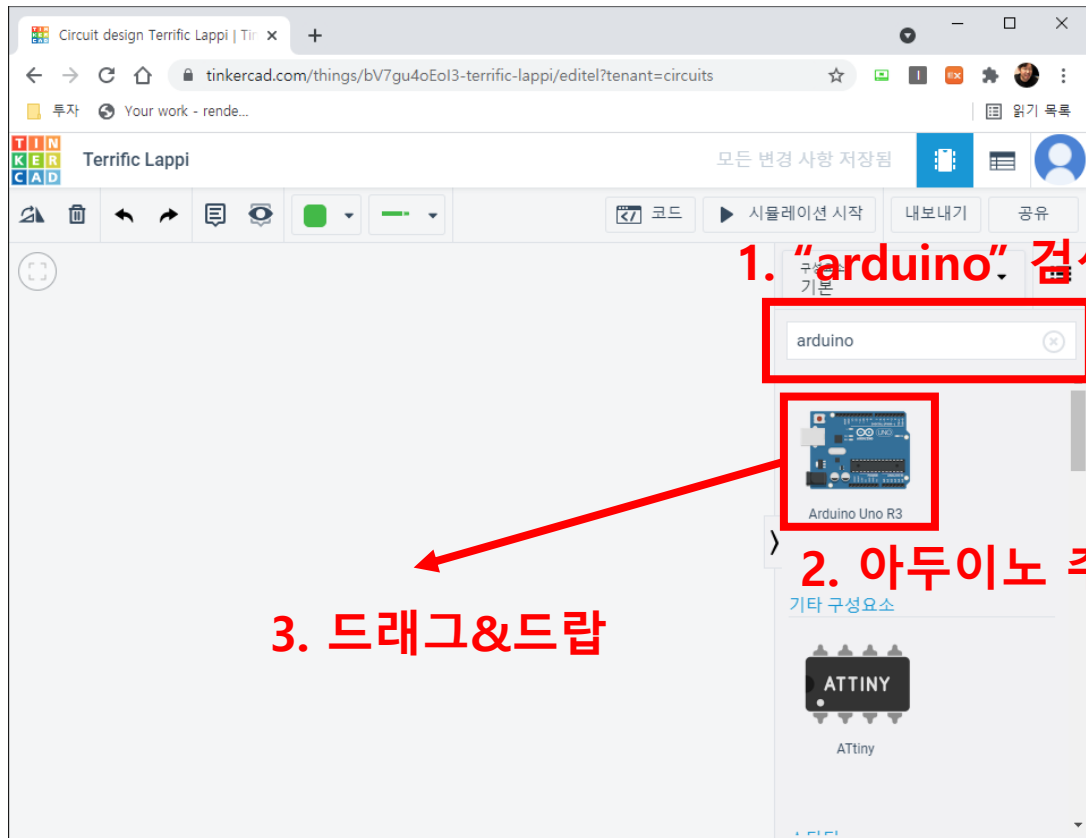 Circuit design Terrific Lappi | Tin
tinkercad.com/things/bV7gu4oEoI3-terrific-lappi/editel?tenant=circuits
투자
Your work - rende...
읽기 목록
TIN
KER
CAD
Terrific Lappi
모든 변경 사항 저장됨
코드
시뮬레이션 시작
내보내기
공유
1. “arduino”
기본
arduino
Arduino Uno R3
2. 아두이노
3. 드래그&드랍
기타 구성요소
ATTINY
ATtiny